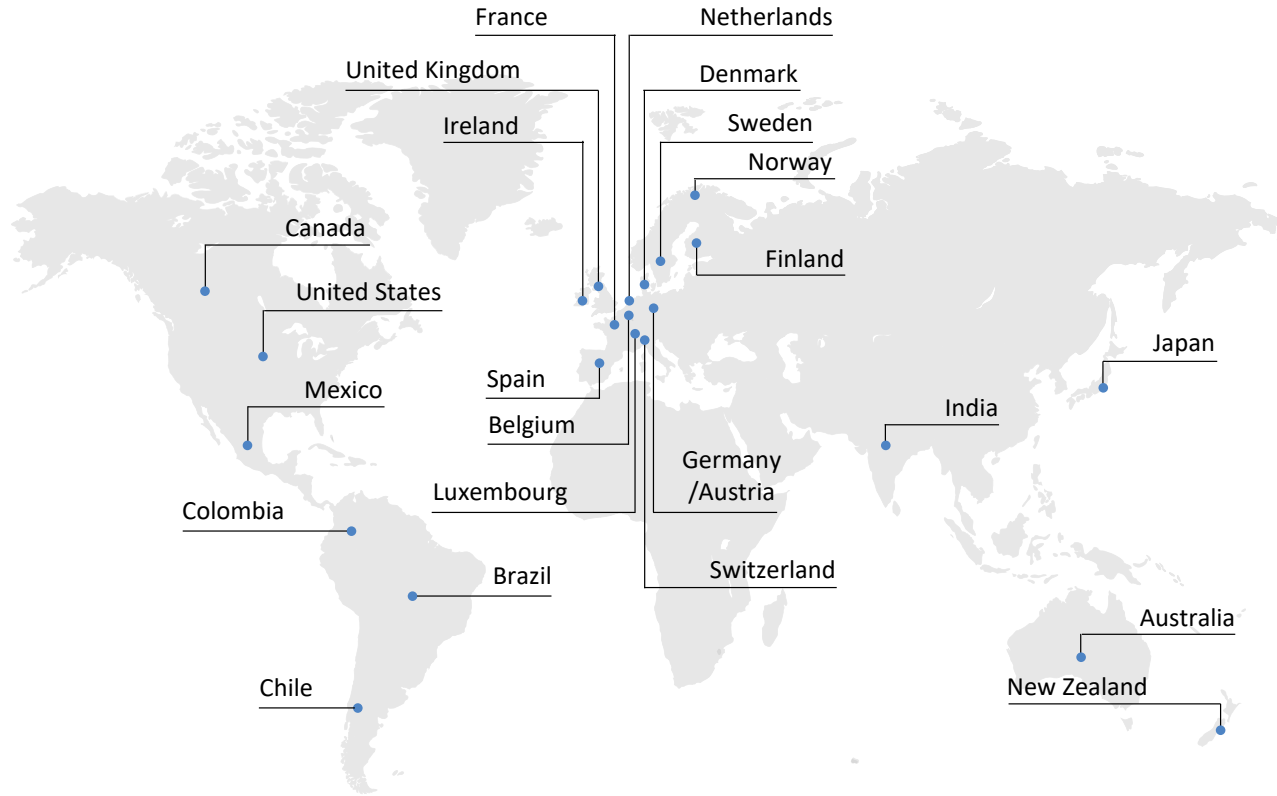 France
Netherlands
United Kingdom
Denmark
Ireland
Sweden
Norway
Canada
Finland
United States
Japan
Mexico
Spain
India
Belgium
Germany
/Austria
Luxembourg
Colombia
Switzerland
Brazil
Australia
Chile
New Zealand